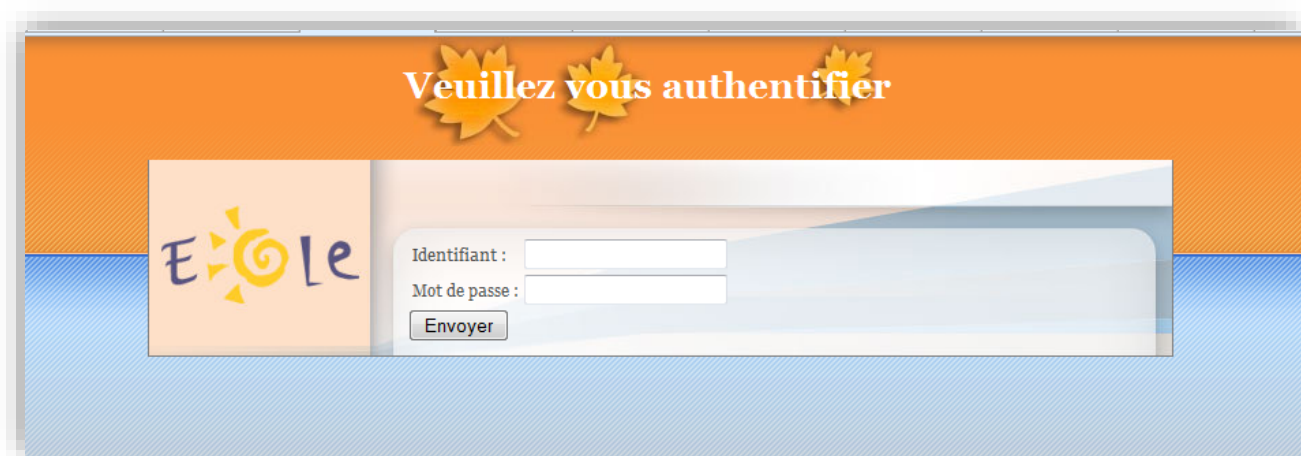 Veuillez vous authentifier
EOle
Identifiant :
Mot de passe :
Envoyer